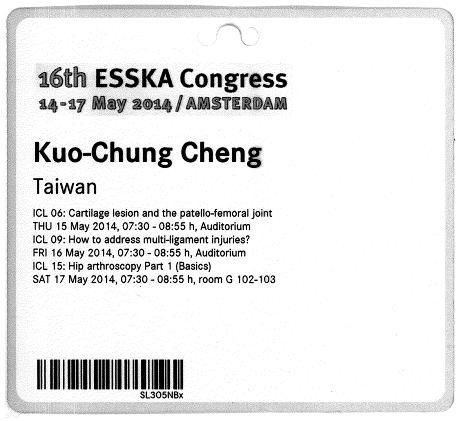 16th ESSKA Congress
14-17 May 2014 / AMSTERDAM
Kuo-Chung Cheng
Taiwan
ICL 06: Cartilage lesion and the patello-femoral joint
THU 15 May 2014, 07:30 - 08:55 h, Auditorium
ICL 09: How to address multi-ligament injuries?
FRI 16 May 2014, 07:30 - 08:55 h, Auditorium
ICL 15: Hip arthroscopy Part 1 (Basics)
SAT 17 May 2014, 07:30 - 08:55 h, room G 102-103
SL305NBx